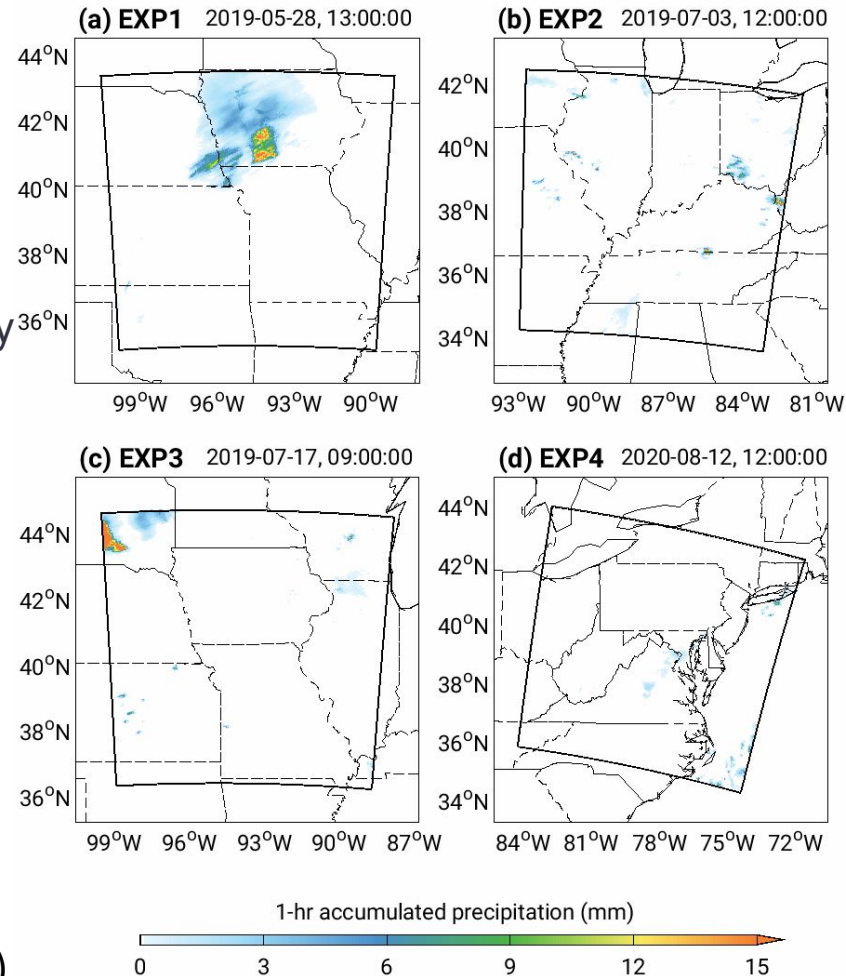 (a) EXP1 2019-05-28, 13:00:00
44°N
42°N
40°N
38°N
36°N
99°W 96°W 93°W 90°W
(b) EXP2 2019-07-03, 12:00:00
42°N
40°N
38°N
36°N
34°N
93°W 90°W 87°W 84°W 81°W
y
(c) EXP3 2019-07-17, 09:00:00
44°N
42°N
40°N
38°N
36°N
99°W 96°W 93°W 90°W 87°W
(d) EXP4 2020-08-12, 12:00:00
44°N
42°N
40°N
38°N
36°N
34°N
84°W 81°W 78°W 75°W 72°W
1-hr accumulated precipitation (mm)
0 3 6 9 12 15
)